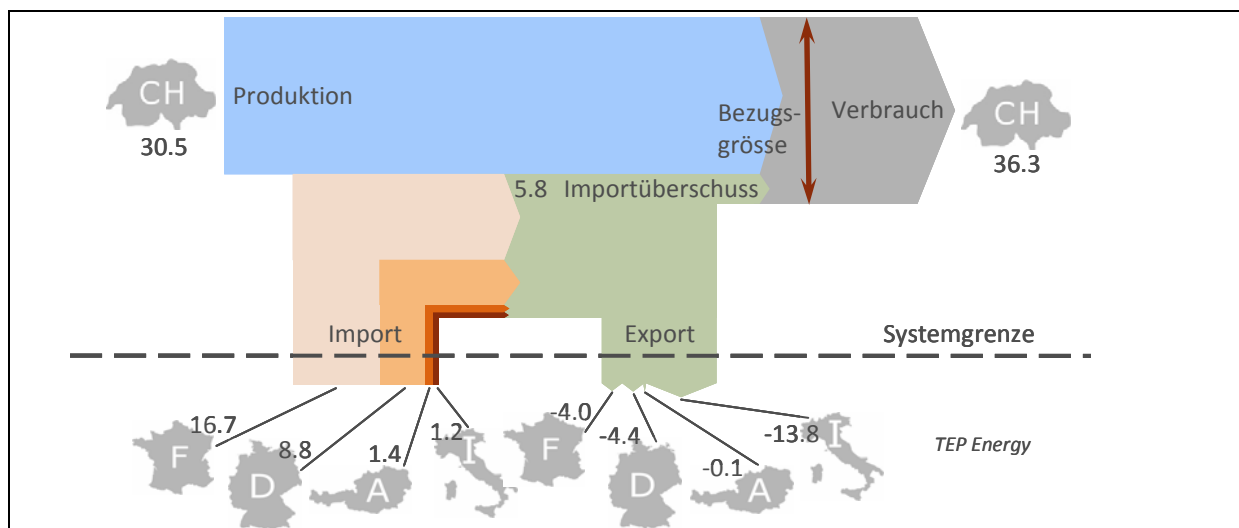 CH
Produktion
30.5
Bezugs-
grösse
Verbrauch
CH
36.3
5.8 Importüberschuss
Import
Export
Systemgrenze
16.7
F
8.8
D
1.4
A
1.2
I
-4.0
F
-4.4
D
-0.1
A
-13.8
I
TEP Energy